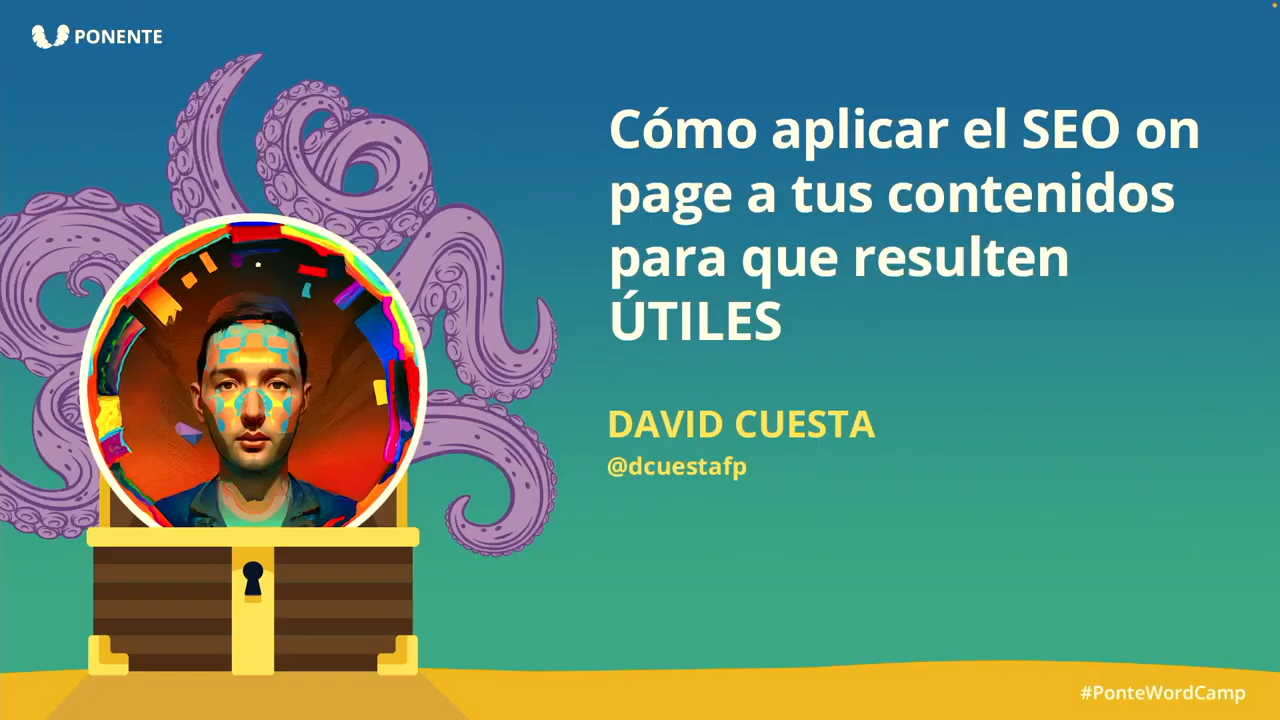 PONENTE
Cómo aplicar el SEO on
page a tus contenidos
para que resulten
ÚTILES
DAVID CUESTA
@dcuestafp
#PonteWordCamp